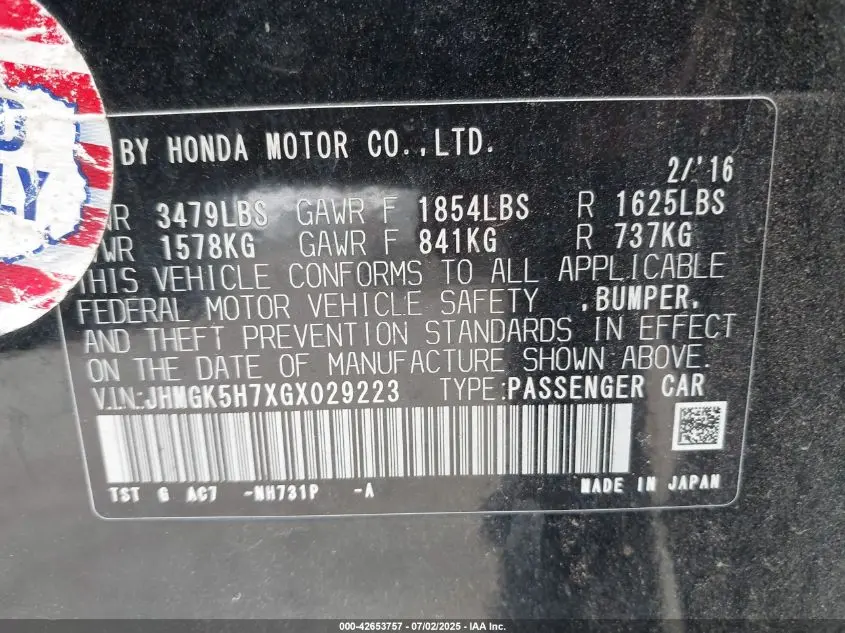 BY HONDA MOTOR CO.,LTD.
2/'16
WR 3479LBS GAWR F 1854LBS R 1625LBS
WR 1578KG GAWR F 841KG R 737KG
THIS VEHICLE CONFORMS TO ALL APPLICABLE
FEDERAL MOTOR VEHICLE SAFETY ,BUMPER,
AND THEFT PREVENTION STANDARDS IN EFFECT
ON THE DATE OF MANUFACTURE SHOWN ABOVE.
V.I.N.:JHMGK5H7XGX029223 TYPE:PASSENGER CAR
TST G AC7 -NH731P -A MADE IN JAPAN
000-42653757 - 07/02/2025 - IAA Inc.